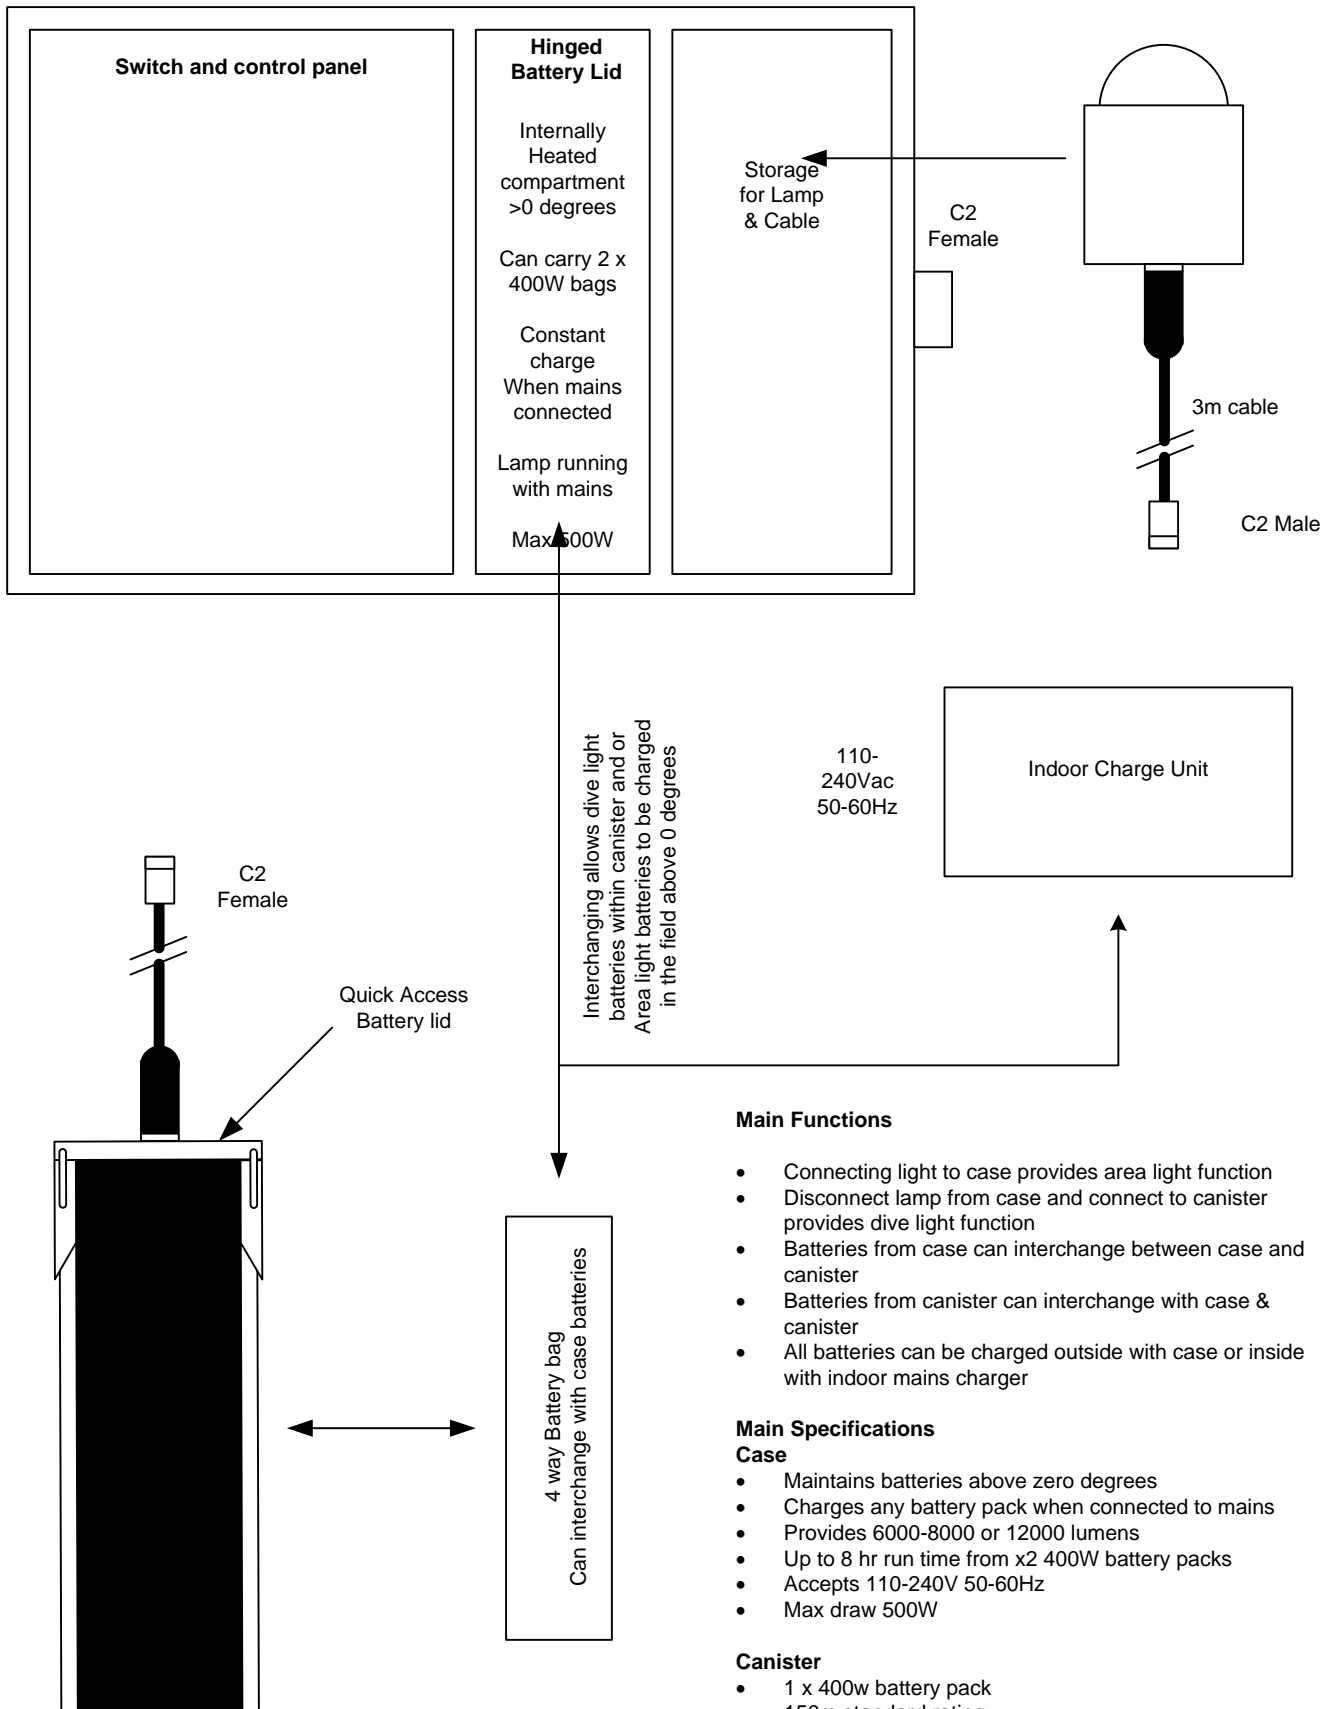 Switch and control panel
Hinged
Battery Lid
Internally
Heated
compartment
>0 degrees
Can carry 2 x
400W bags
Constant
charge
When mains
connected
Lamp running
with mains
Max 500W
Storage
for Lamp
& Cable
C2
Female
3m cable
C2 Male
Interchanging allows dive light
batteries within canister and or
Area light batteries to be charged
in the field above 0 degrees
110-
240Vac
50-60Hz
Indoor Charge Unit
C2
Female
Quick Access
Battery lid
4 way Battery bag
Can interchange with case batteries
Main Functions
• Connecting light to case provides area light function
• Disconnect lamp from case and connect to canister
provides dive light function
• Batteries from case can interchange between case and
canister
• Batteries from canister can interchange with case &
canister
• All batteries can be charged outside with case or inside
with indoor mains charger
Main Specifications
Case
• Maintains batteries above zero degrees
• Charges any battery pack when connected to mains
• Provides 6000-8000 or 12000 lumens
• Up to 8 hr run time from x2 400W battery packs
• Accepts 110-240V 50-60Hz
• Max draw 500W
Canister
• 1 x 400w battery pack